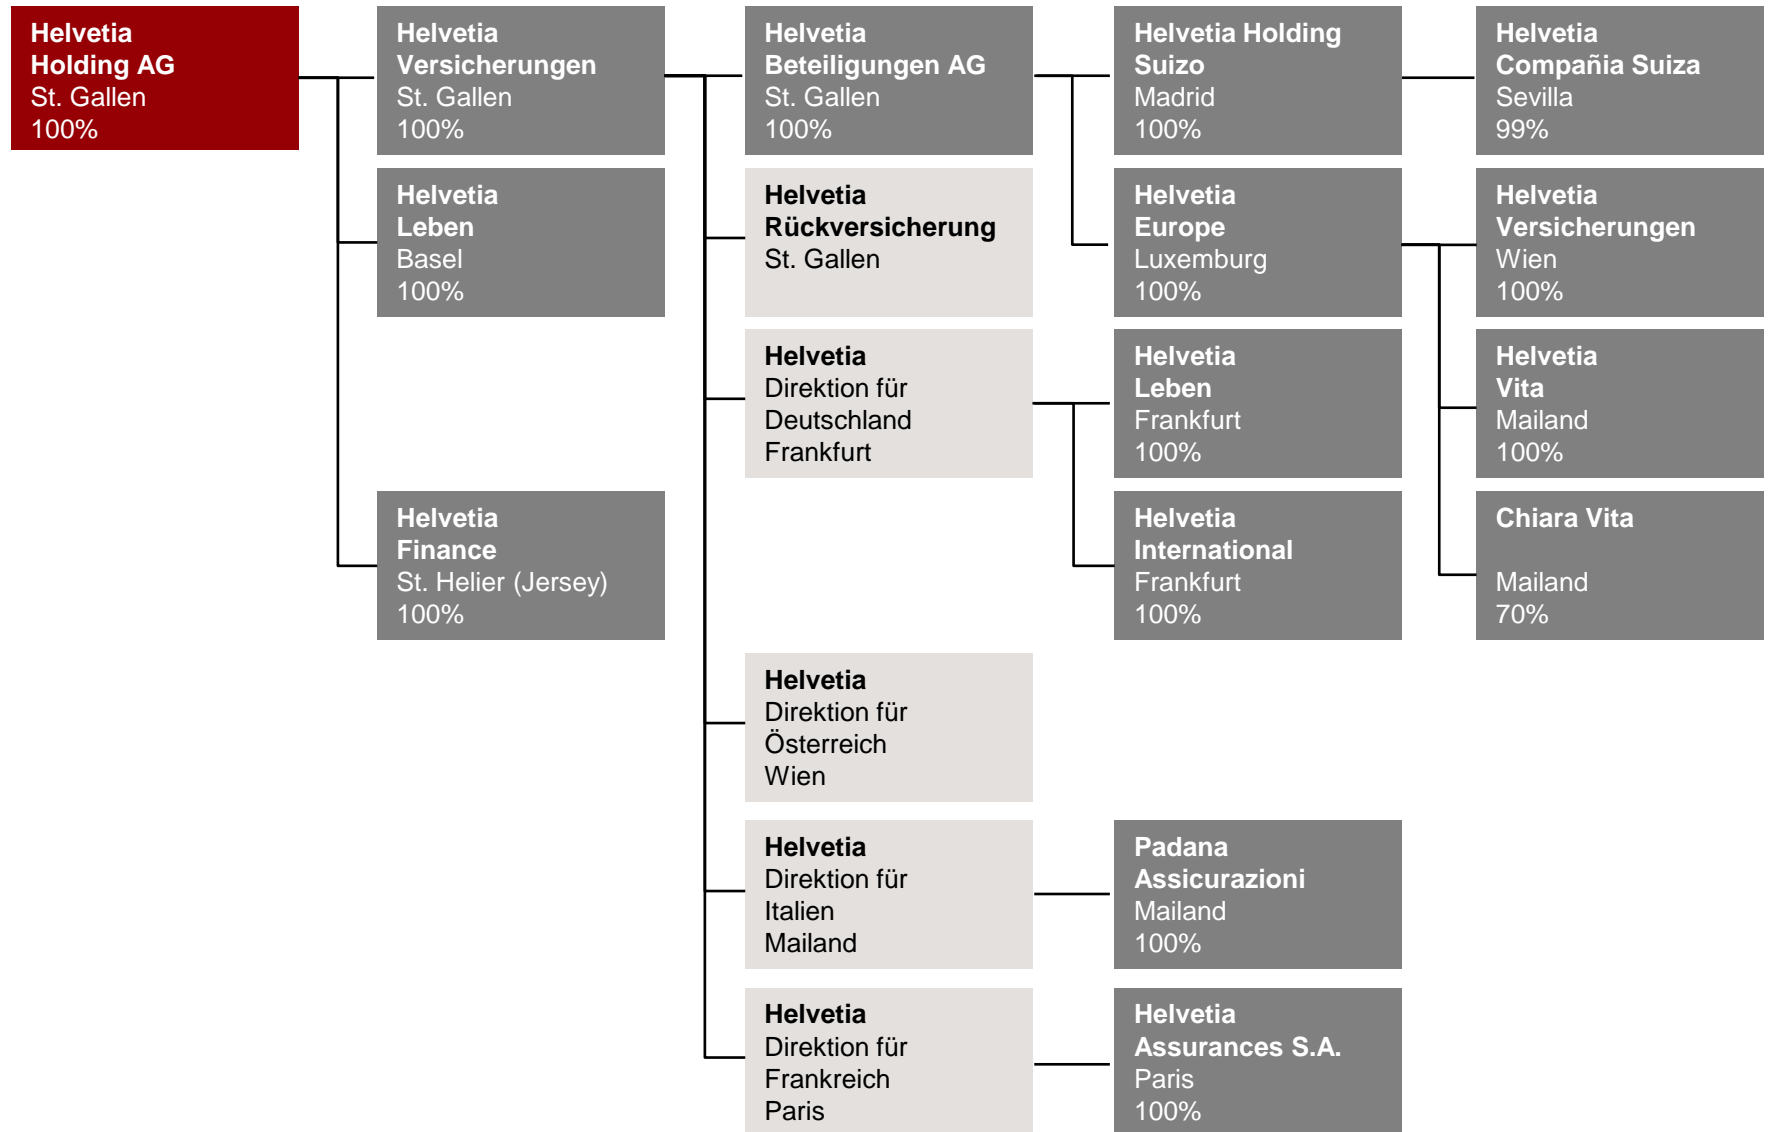 Helvetia
Holding AG
St. Gallen
100%
Helvetia
Versicherungen
St. Gallen
100%
Helvetia
Beteiligungen AG
St. Gallen
100%
Helvetia Holding
Suizo
Madrid
100%
Helvetia
Compañia Suiza
Sevilla
99%
Helvetia
Leben
Basel
100%
Helvetia
Rückversicherung
St. Gallen
Helvetia
Europe
Luxemburg
100%
Helvetia
Versicherungen
Wien
100%
Helvetia
Direktion für
Deutschland
Frankfurt
Helvetia
Leben
Frankfurt
100%
Helvetia
Vita
Mailand
100%
Helvetia
Finance
St. Helier (Jersey)
100%
Helvetia
International
Frankfurt
100%
Chiara Vita
Mailand
70%
Helvetia
Direktion für
Österreich
Wien
Helvetia
Direktion für
Italien
Mailand
Padana
Assicurazioni
Mailand
100%
Helvetia
Direktion für
Frankreich
Paris
Helvetia
Assurances S.A.
Paris
100%